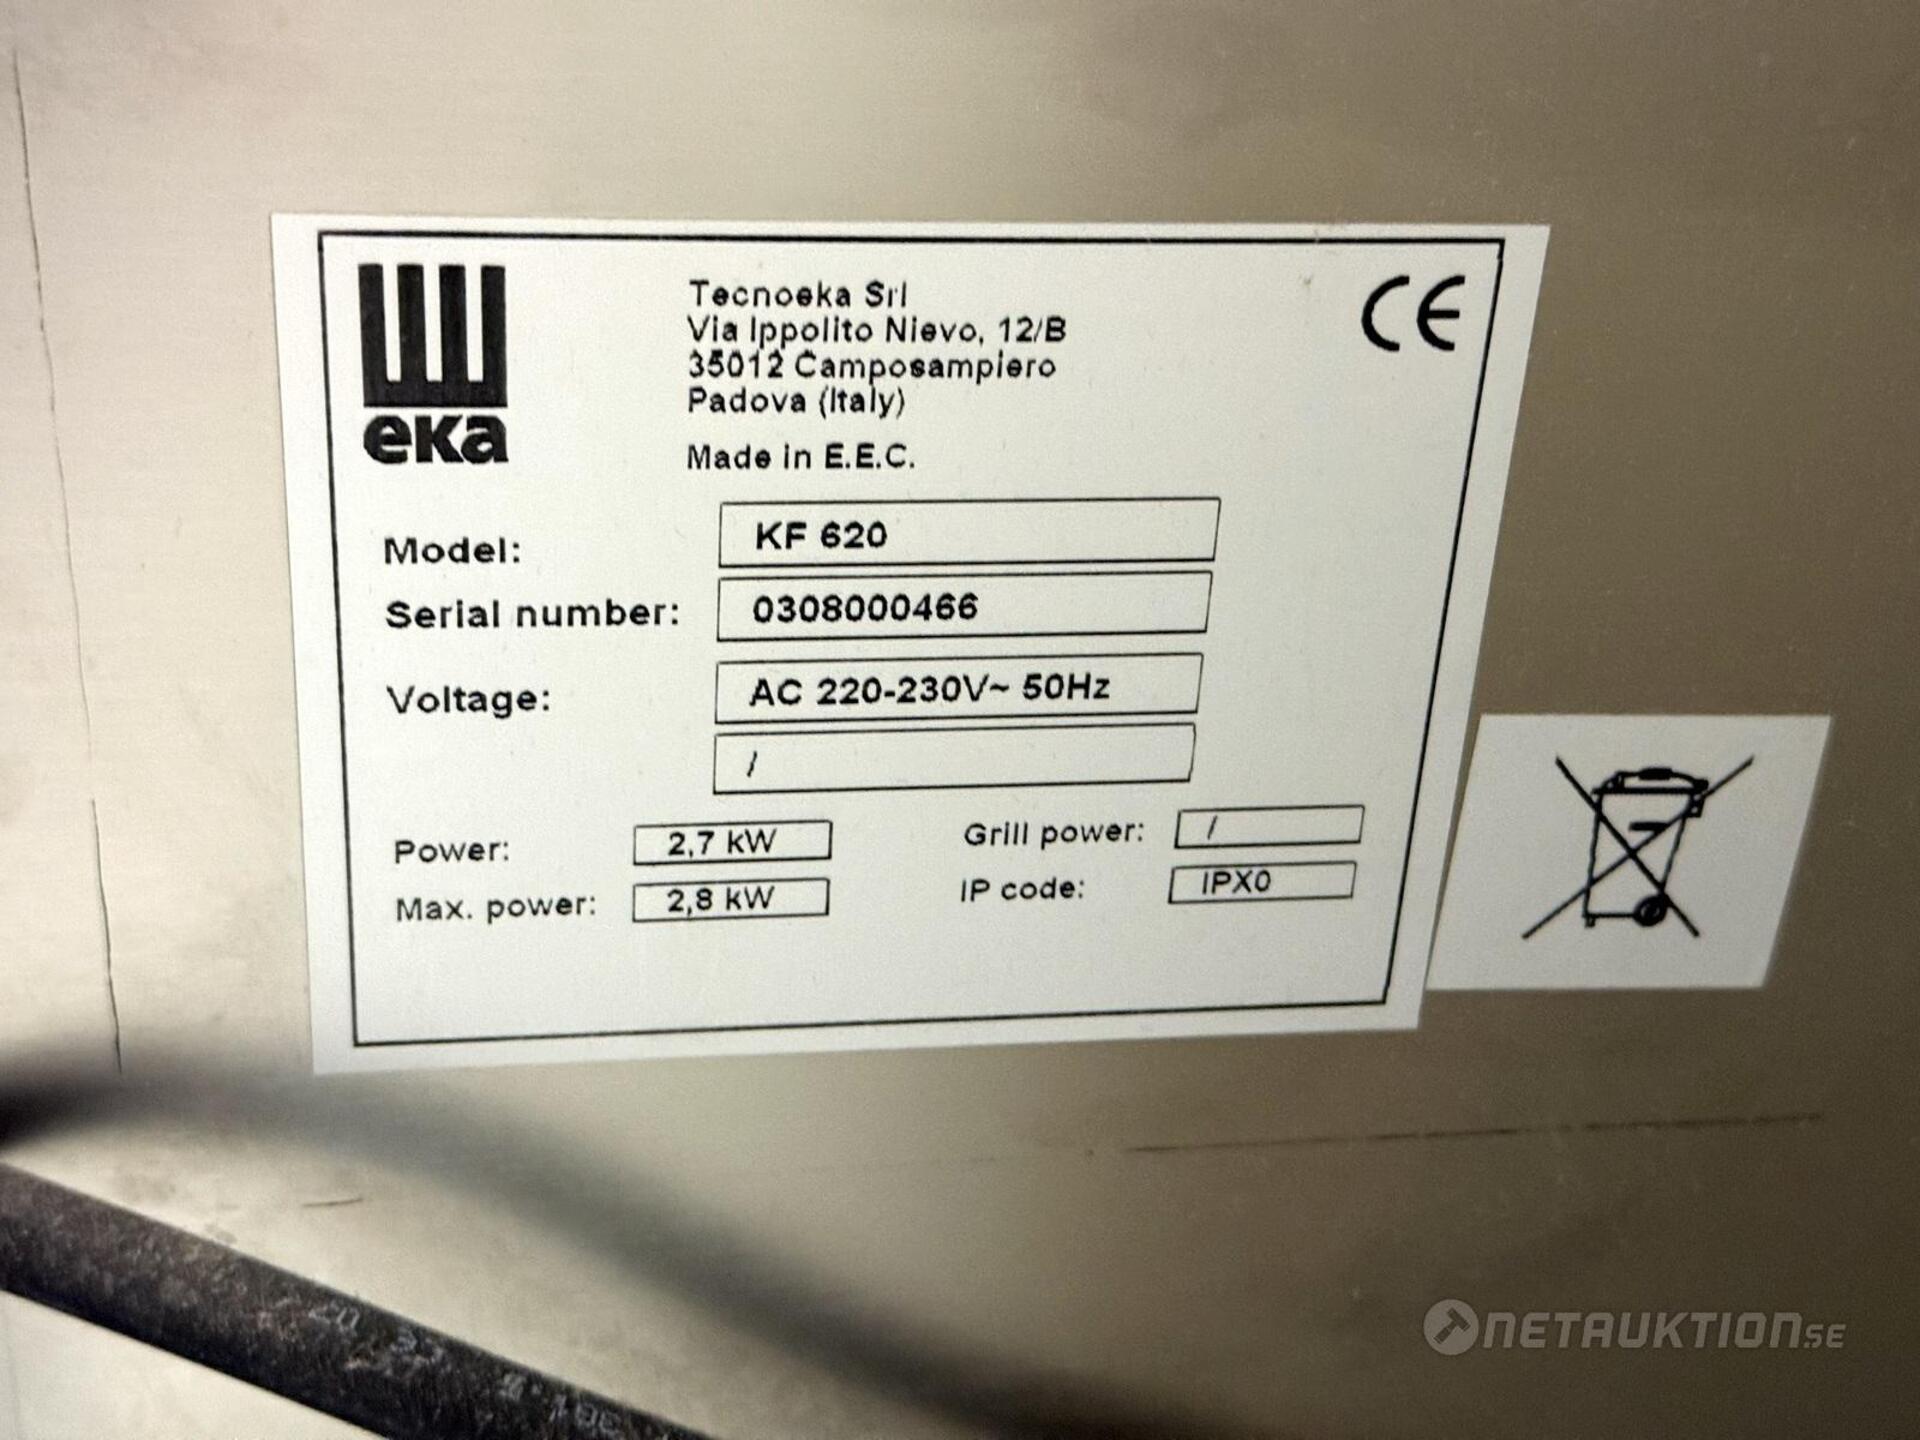 eka
Tecnoeka Srl
Via Ippolito Nievo, 12/B
35012 Camposampiero
Padova (Italy)
Made in E.E.C.
CE
Model: KF 620
Serial number: 0308000466
Voltage: AC 220-230V~ 50Hz
/
Power: 2,7 kW Grill power: /
Max. power: 2,8 kW IP code: IPX0
NETAUKTION.SE